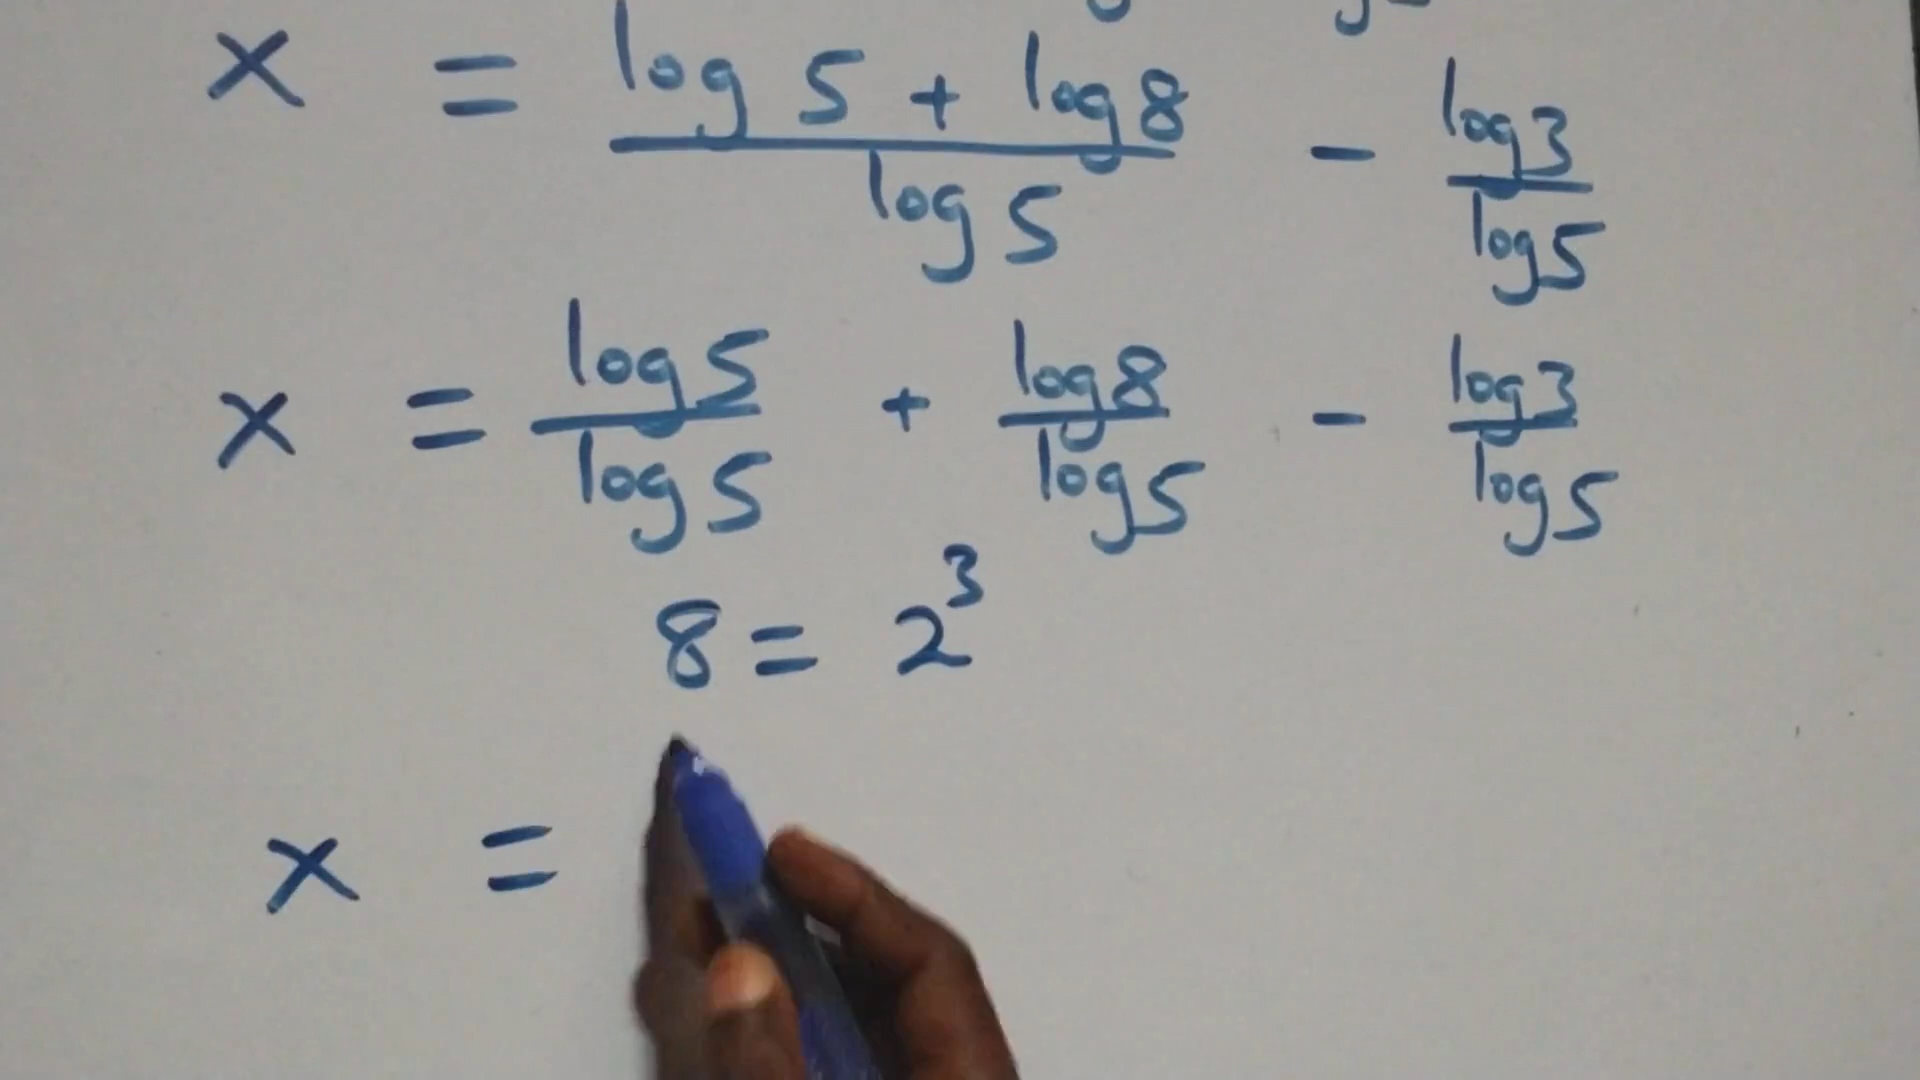 x = (log 5 + log 8) / log 5 - log 3 / log 5
x = log 5 / log 5 + log 8 / log 5 - log 3 / log 5
8 = 2³
x =